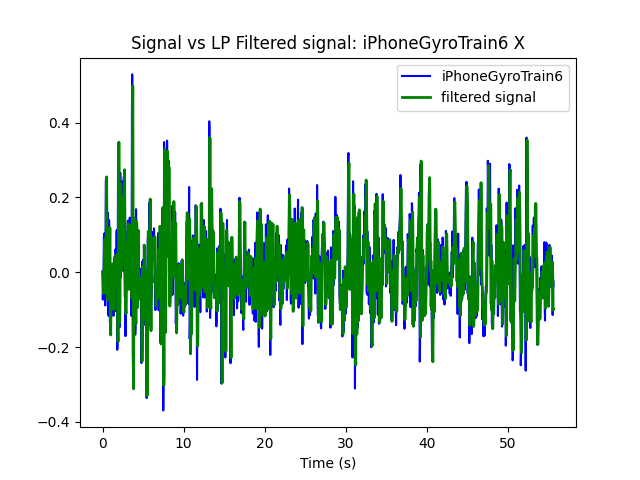 Signal vs LP Filtered signal: iPhoneGyroTrain6 X
iPhoneGyroTrain6
filtered signal
0.4
0.2
0.0
−0.2
−0.4
0 10 20 30 40 50
Time (s)